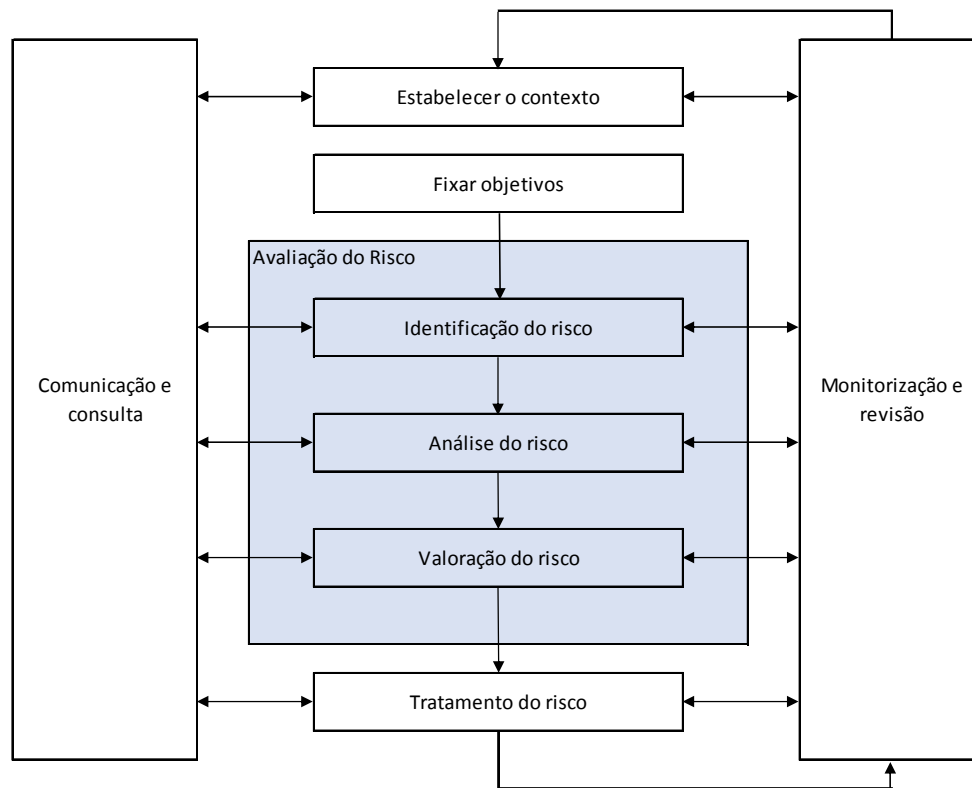 Estabelecer o contexto
Fixar objetivos
Avaliação do Risco
Identificação do risco
Comunicação e
consulta
Monitorização e
revisão
Análise do risco
Valoração do risco
Tratamento do risco